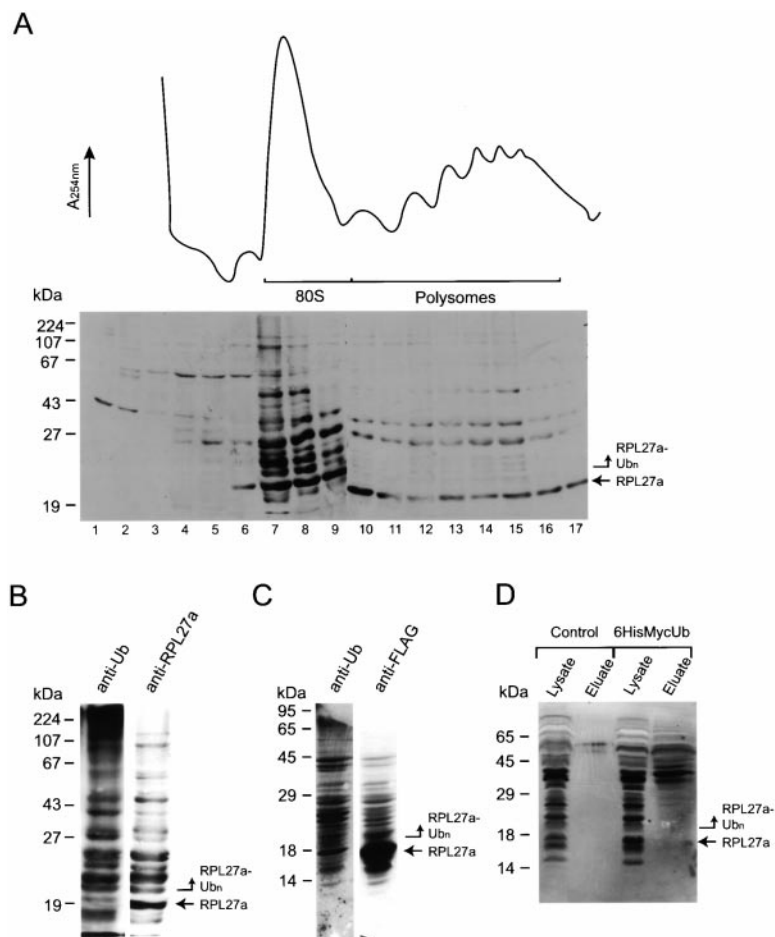 A
A254nm
80S Polysomes
kDa
224
107
67
43
27
19
RPL27a-
Ubn
RPL27a
1 2 3 4 5 6 7 8 9 10 11 12 13 14 15 16 17
B
anti-Ub anti-RPL27a
kDa
224
107
67
43
27
19
RPL27a-
Ubn
RPL27a
C
anti-Ub anti-FLAG
kDa
95
65
45
29
18
14
RPL27a-
Ubn
RPL27a
D
Control 6HisMycUb
Lysate Eluate Lysate Eluate
kDa
65
45
29
18
14
RPL27a-
Ubn
RPL27a